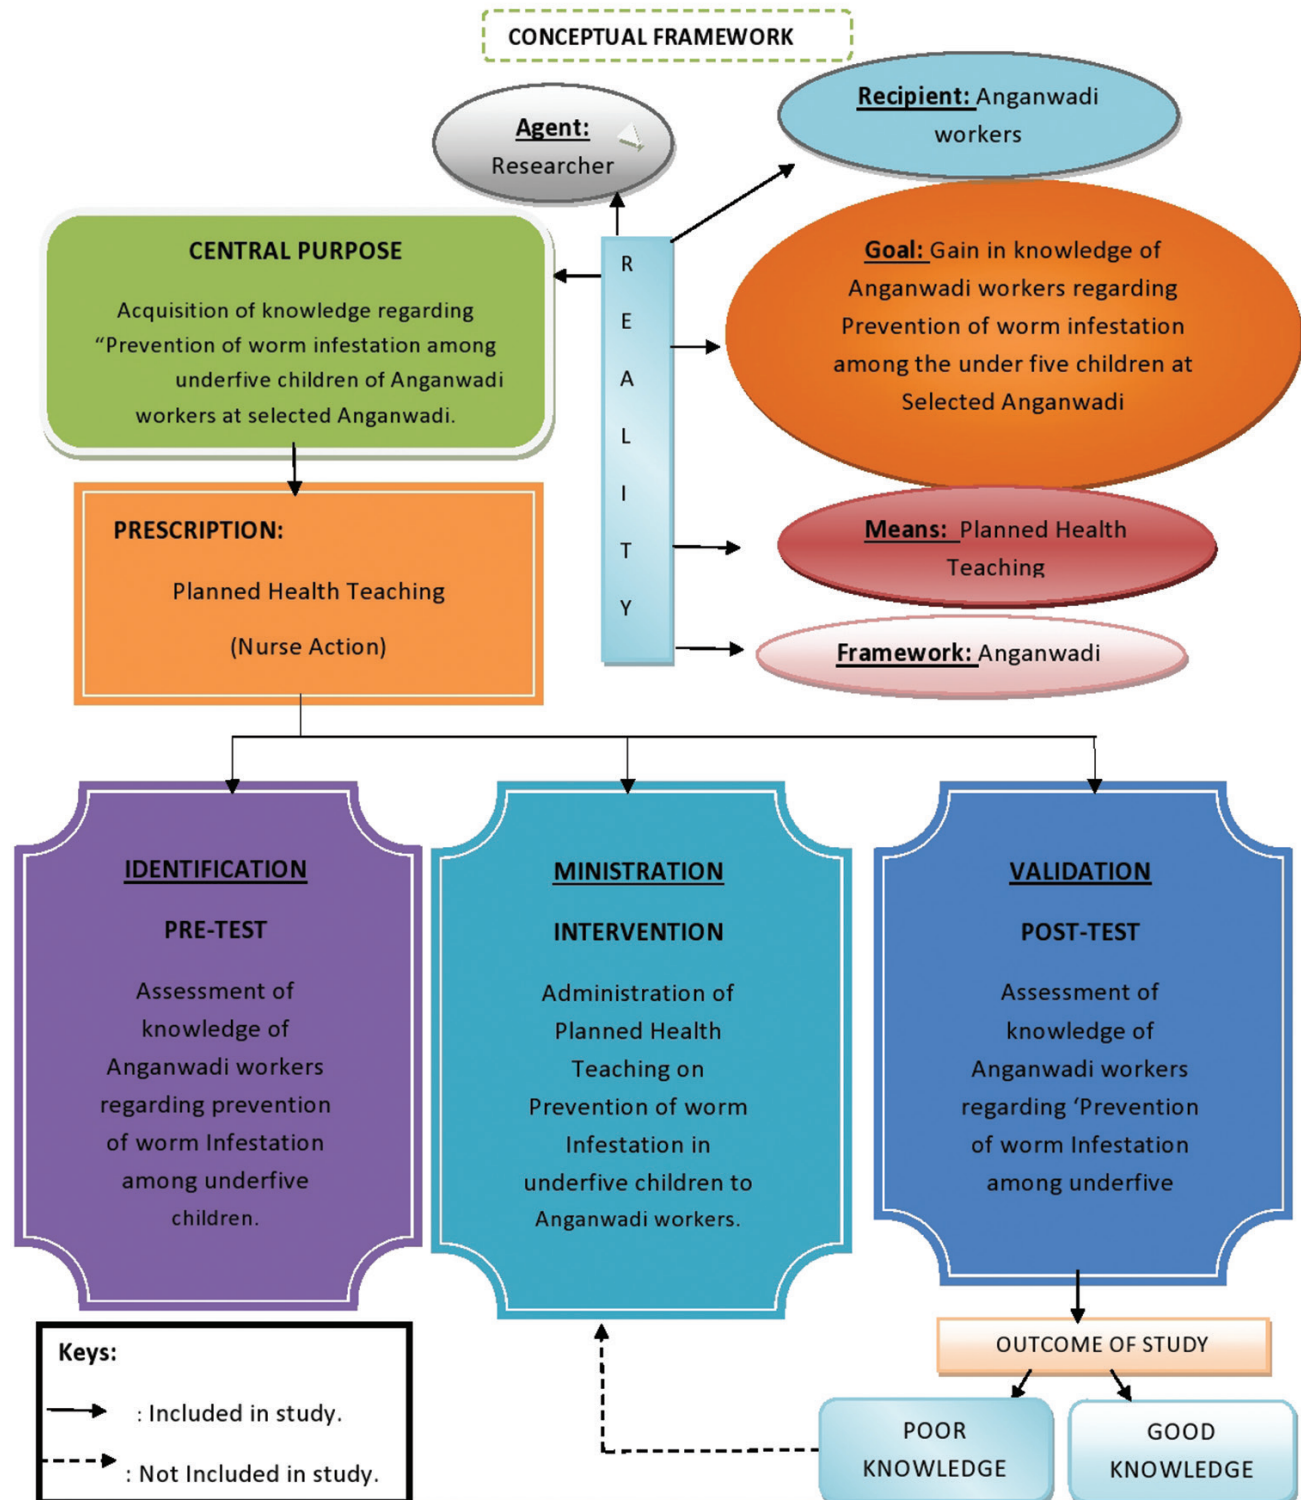 CONCEPTUAL FRAMEWORK
Agent:
Researcher
Recipient: Anganwadi
workers
CENTRAL PURPOSE
Acquisition of knowledge regarding
“Prevention of worm infestation among
underfive children of Anganwadi
workers at selected Anganwadi.
R
E
A
L
I
T
Y
Goal: Gain in knowledge of
Anganwadi workers regarding
Prevention of worm infestation
among the under five children at
Selected Anganwadi
PRESCRIPTION:
Planned Health Teaching
(Nurse Action)
Means: Planned Health
Teaching
Framework: Anganwadi
IDENTIFICATION
PRE-TEST
Assessment of
knowledge of
Anganwadi workers
regarding prevention
of worm Infestation
among underfive
children.
MINISTRATION
INTERVENTION
Administration of
Planned Health
Teaching on
Prevention of worm
Infestation in
underfive children to
Anganwadi workers.
VALIDATION
POST-TEST
Assessment of
knowledge of
Anganwadi workers
regarding ‘Prevention
of worm Infestation
among underfive
Keys:
: Included in study.
: Not Included in study.
OUTCOME OF STUDY
POOR
KNOWLEDGE
GOOD
KNOWLEDGE